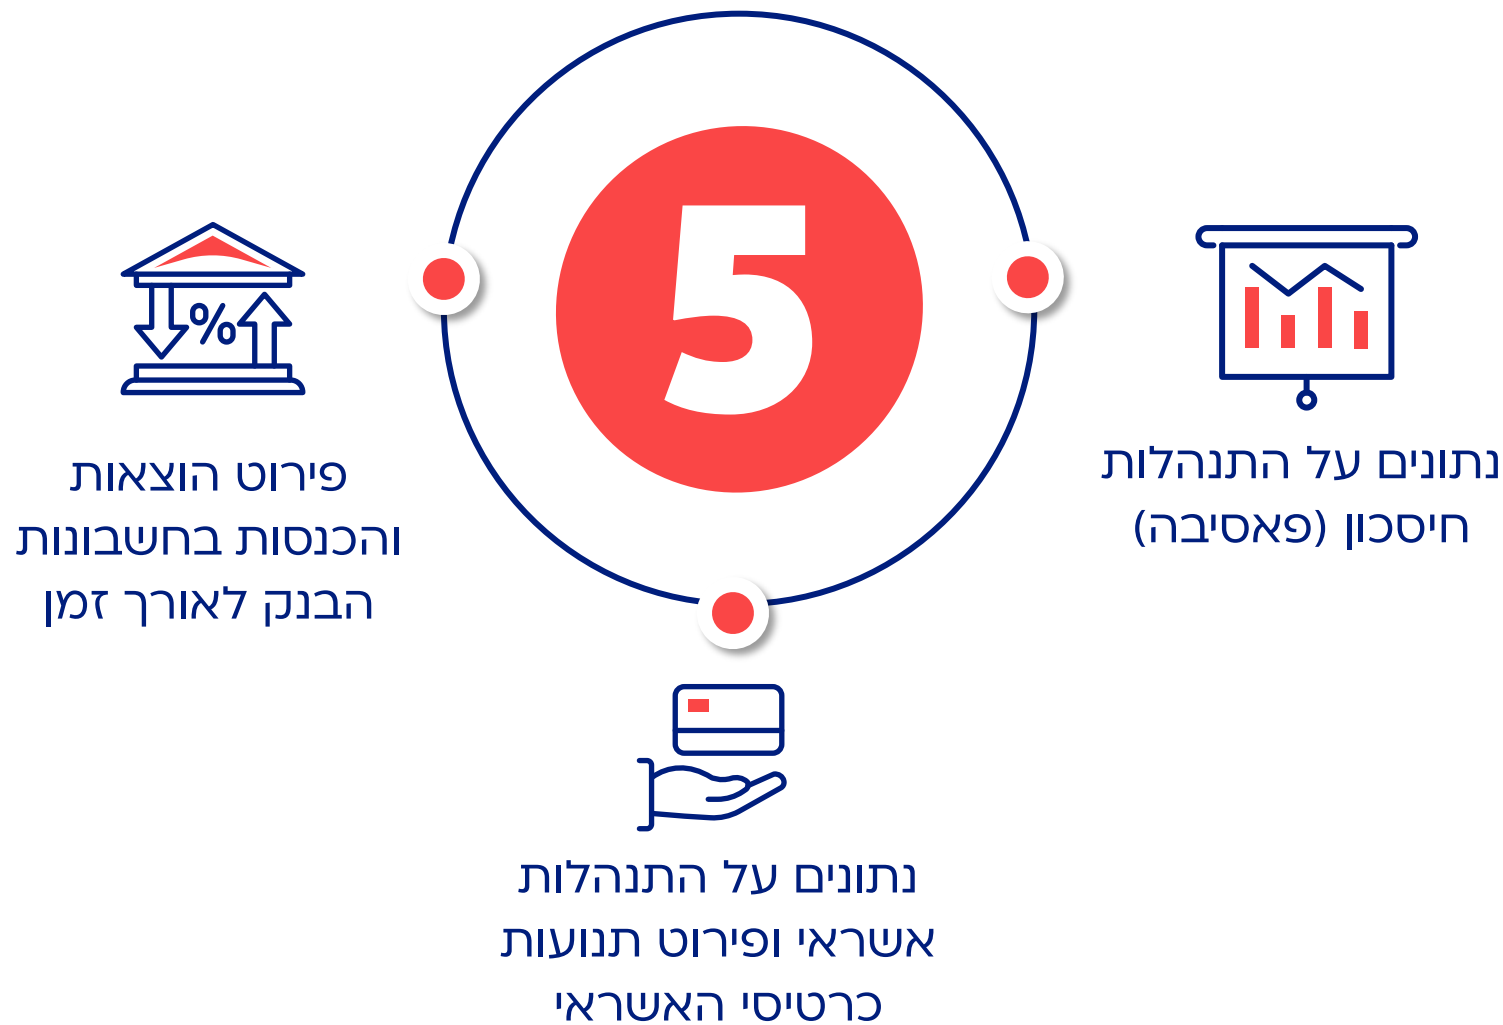 5
%
נתונים על התנהלות
חיסכון (פאסיבה)
פירוט הוצאות
והכנסות בחשבונות
הבנק לאורך זמן
נתונים על התנהלות
אשראי ופירוט תנועות
כרטיסי האשראי